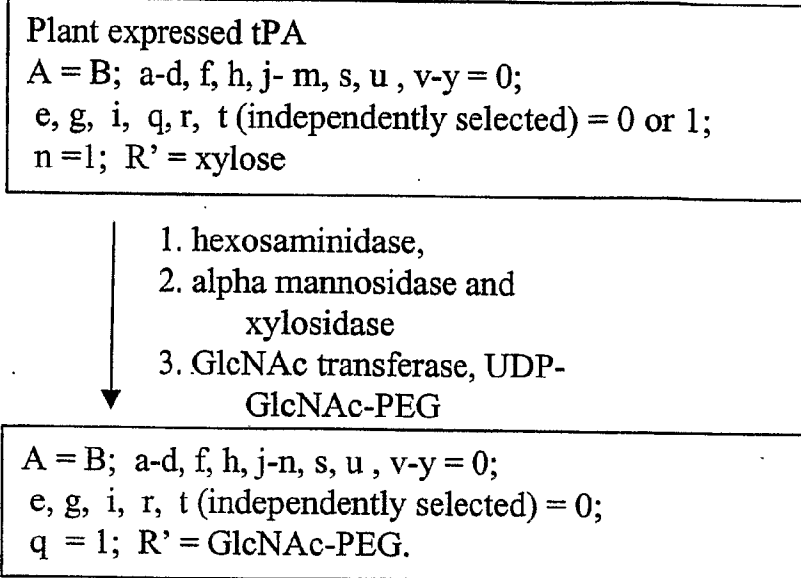 Plant expressed tPA
A = B; a-d, f, h, j- m, s, u , v-y = 0;
e, g, i, q, r, t (independently selected) = 0 or 1;
n =1; R’ = xylose
1. hexosaminidase,
2. alpha mannosidase and
xylosidase
3. GlcNAc transferase, UDP-
GlcNAc-PEG
A = B; a-d, f, h, j-n, s, u , v-y = 0;
e, g, i, r, t (independently selected) = 0;
q = 1; R’ = GlcNAc-PEG.